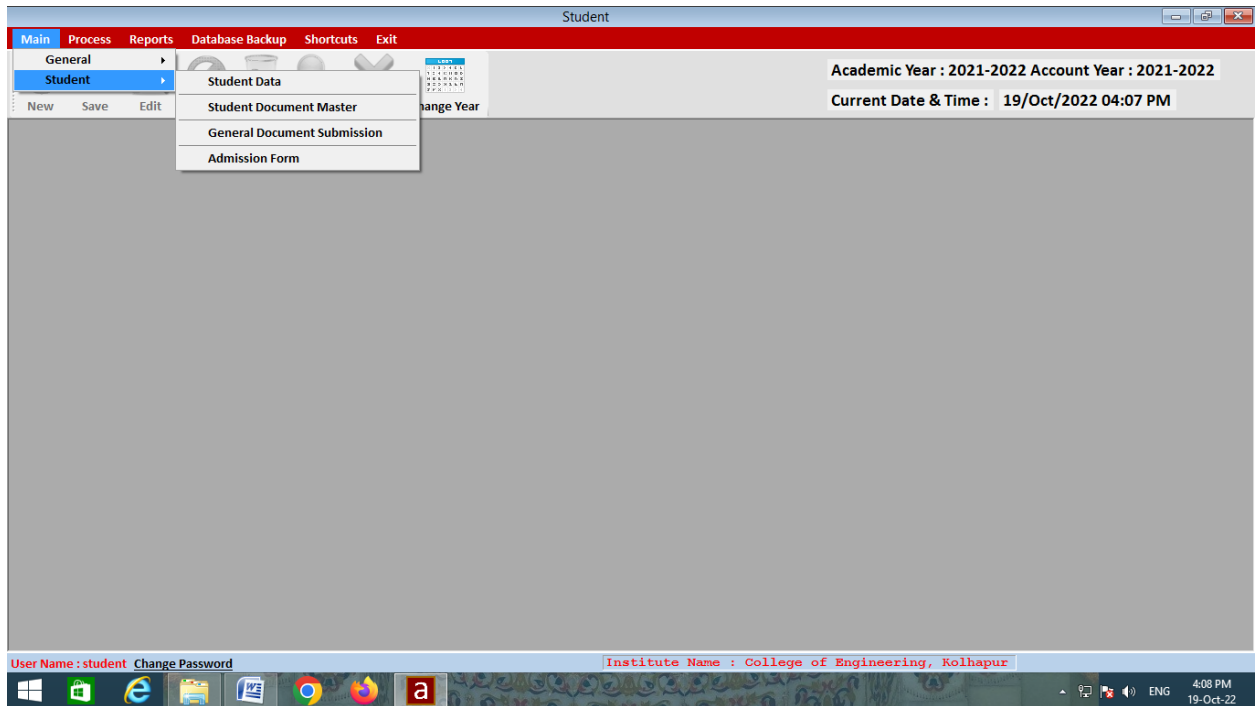 Student
Main Process Reports Database Backup Shortcuts Exit
General
Student
Student Data
Student Document Master
General Document Submission
Admission Form
New Save Edit hange Year
Academic Year : 2021-2022 Account Year : 2021-2022
Current Date & Time : 19/Oct/2022 04:07 PM
User Name : student Change Password
Institute Name : College of Engineering, Kolhapur
a
ENG
4:08 PM
19-Oct-22